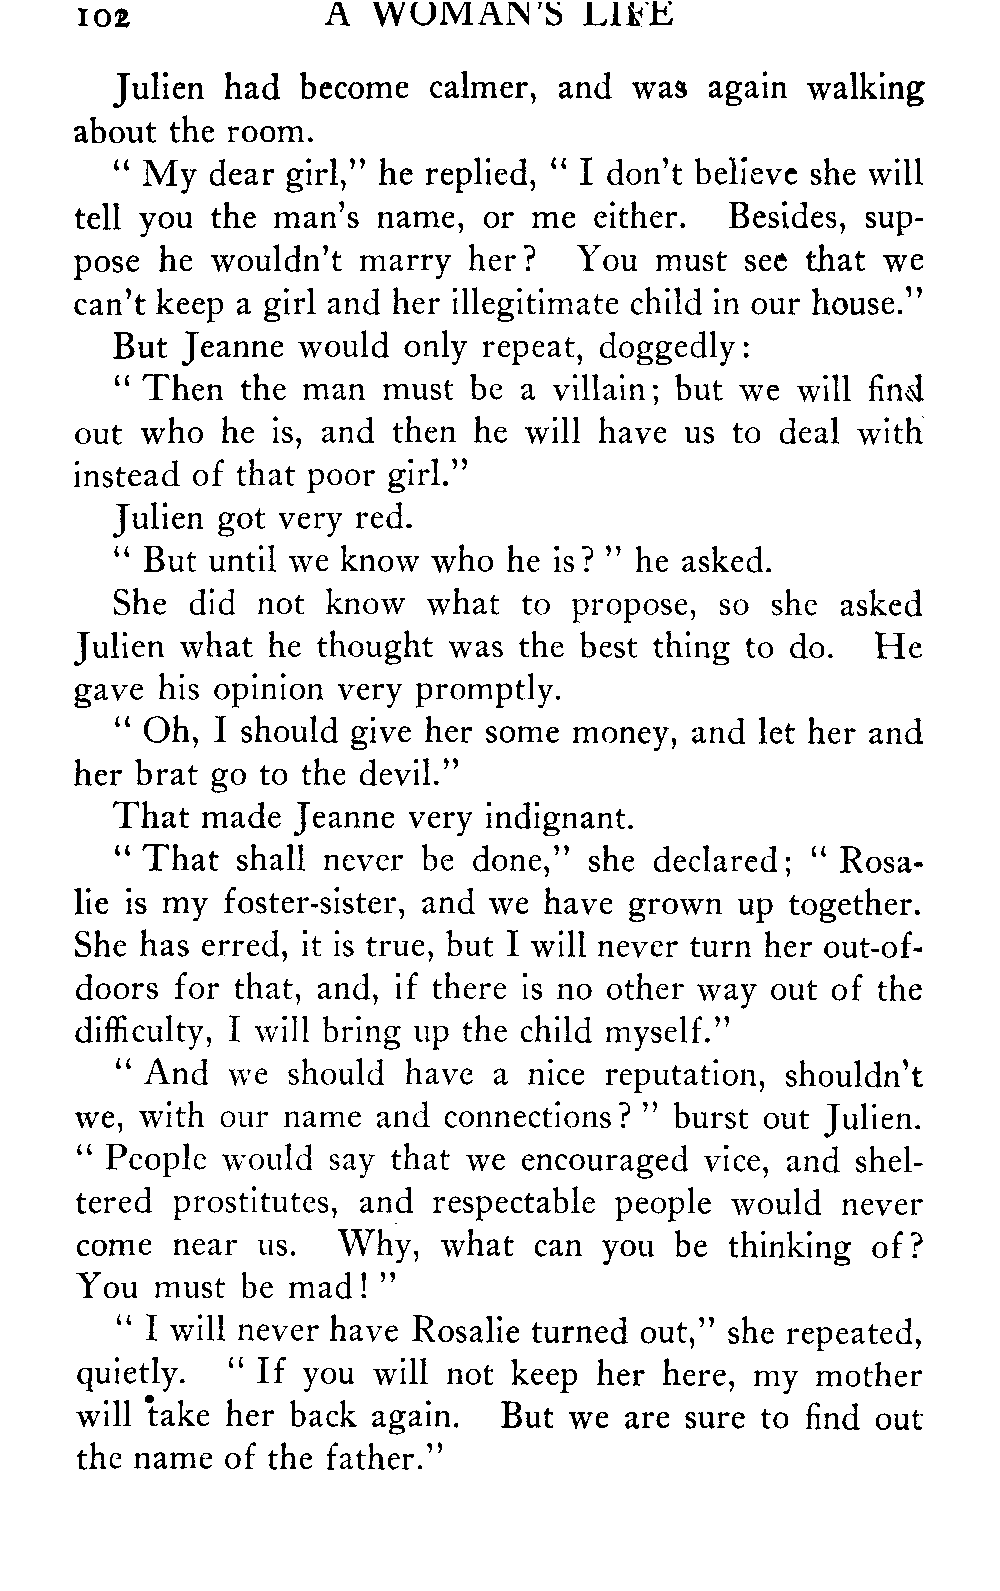 102 A WOMAN'S LIFE
Julien had become calmer, and was again walking
about the room.
“ My dear girl,” he replied, “ I don't believe she will
tell you the man's name, or me either. Besides, sup-
pose he wouldn't marry her? You must see that we
can't keep a girl and her illegitimate child in our house.”
But Jeanne would only repeat, doggedly:
“ Then the man must be a villain; but we will find
out who he is, and then he will have us to deal with
instead of that poor girl.”
Julien got very red.
“ But until we know who he is? ” he asked.
She did not know what to propose, so she asked
Julien what he thought was the best thing to do. He
gave his opinion very promptly.
“ Oh, I should give her some money, and let her and
her brat go to the devil.”
That made Jeanne very indignant.
“ That shall never be done,” she declared; “ Rosa-
lie is my foster-sister, and we have grown up together.
She has erred, it is true, but I will never turn her out-of-
doors for that, and, if there is no other way out of the
difficulty, I will bring up the child myself.”
“ And we should have a nice reputation, shouldn't
we, with our name and connections? ” burst out Julien.
“ People would say that we encouraged vice, and shel-
tered prostitutes, and respectable people would never
come near us. Why, what can you be thinking of?
You must be mad! ”
“ I will never have Rosalie turned out,” she repeated,
quietly. “ If you will not keep her here, my mother
will take her back again. But we are sure to find out
the name of the father.”